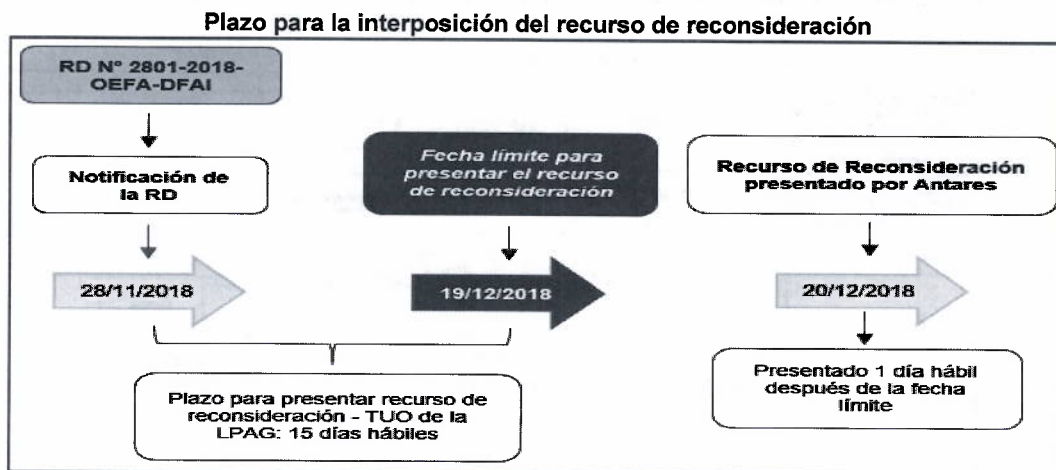 Plazo para la interposición del recurso de reconsideración
RD Nº 2801-2018-
OEFA-DFAI
Notificación de
la RD
28/11/2018
Fecha límite para
presentar el recurso
de reconsideración
19/12/2018
Recurso de Reconsideración
presentado por Antares
20/12/2018
Plazo para presentar recurso de
reconsideración - TUO de la
LPAG: 15 días hábiles
Presentado 1 día hábil
después de la fecha
límite